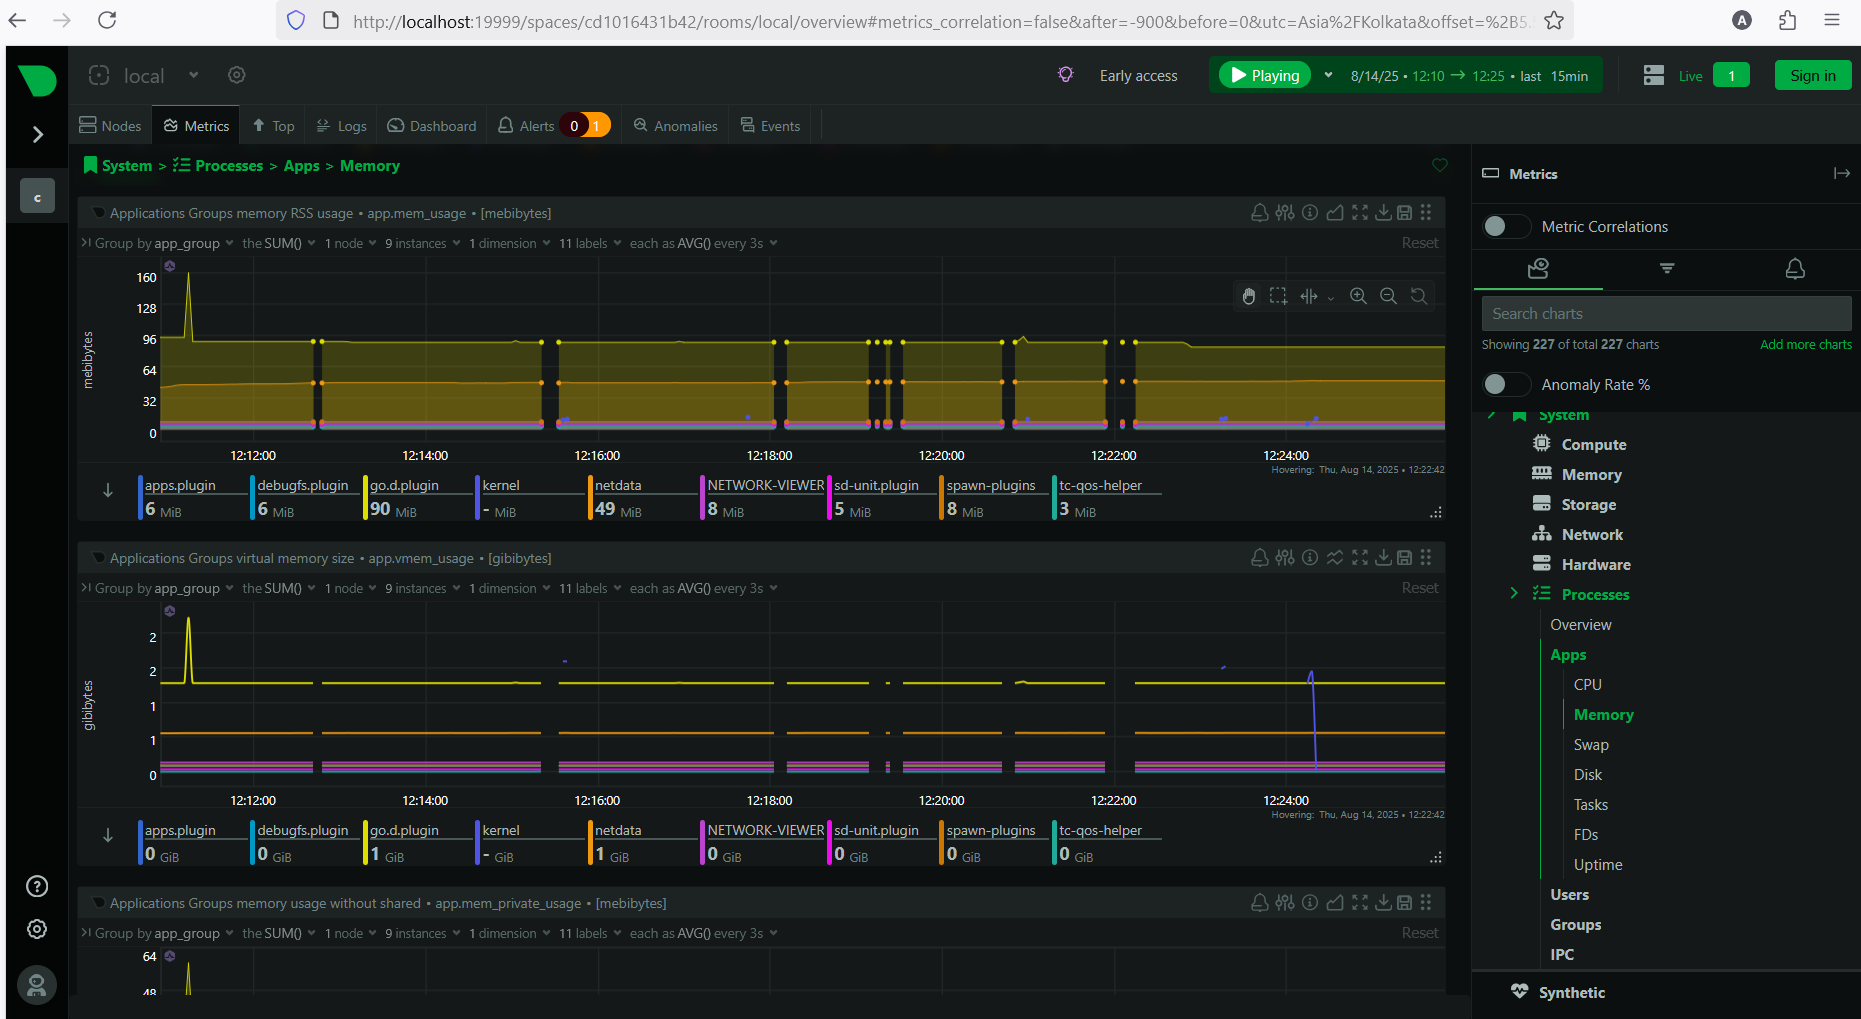 http://localhost:19999/spaces/cd1016431b42/rooms/local/overview#metrics_correlation=false&after=-900&before=0&utc=Asia%2FKolkata&offset=%2B5.
A
local
Early access
Playing
8/14/25 • 12:10 → 12:25 • last 15min
Live
1
Sign in
Nodes
Metrics
Top
Logs
Dashboard
Alerts
0
1
Anomalies
Events
c
System > Processes > Apps > Memory
Applications Groups memory RSS usage • app.mem_usage • [mebibytes]
Group by app_group the SUM() 1 node 9 instances 1 dimension 11 labels each as AVG() every 3s
Reset
mebibytes
160
128
96
64
32
0
12:12:00
12:14:00
12:16:00
12:18:00
12:20:00
12:22:00
12:24:00
Hovering: Thu, Aug 14, 2025 • 12:22:42
apps.plugin
6 MiB
debugfs.plugin
6 MiB
go.d.plugin
90 MiB
kernel
- MiB
netdata
49 MiB
NETWORK-VIEWER
8 MiB
sd-unit.plugin
5 MiB
spawn-plugins
8 MiB
tc-qos-helper
3 MiB
Applications Groups virtual memory size • app.vmem_usage • [gibibytes]
Group by app_group the SUM() 1 node 9 instances 1 dimension 11 labels each as AVG() every 3s
Reset
gibibytes
2
2
1
1
0
12:12:00
12:14:00
12:16:00
12:18:00
12:20:00
12:22:00
12:24:00
Hovering: Thu, Aug 14, 2025 • 12:22:42
apps.plugin
0 GiB
debugfs.plugin
0 GiB
go.d.plugin
1 GiB
kernel
- GiB
netdata
1 GiB
NETWORK-VIEWER
0 GiB
sd-unit.plugin
0 GiB
spawn-plugins
0 GiB
tc-qos-helper
0 GiB
Applications Groups memory usage without shared • app.mem_private_usage • [mebibytes]
Group by app_group the SUM() 1 node 9 instances 1 dimension 11 labels each as AVG() every 3s
Reset
64
48
Metrics
Metric Correlations
Search charts
Showing 227 of total 227 charts
Add more charts
Anomaly Rate %
System
Compute
Memory
Storage
Network
Hardware
Processes
Overview
Apps
CPU
Memory
Swap
Disk
Tasks
FDs
Uptime
Users
Groups
IPC
Synthetic